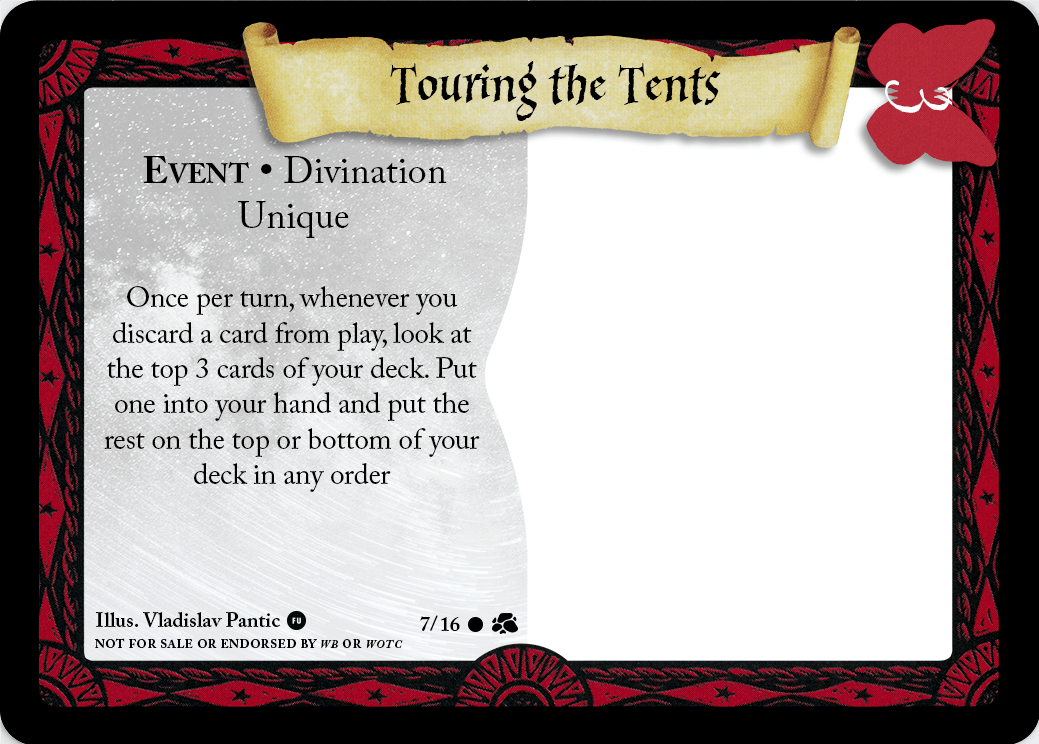 Touring the Tents
EVENT • Divination
Unique
Once per turn, whenever you
discard a card from play, look at
the top 3 cards of your deck. Put
one into your hand and put the
rest on the top or bottom of your
deck in any order
Illus. Vladislav Pantic FU 7/16
NOT FOR SALE OR ENDORSED BY WB OR WOTC